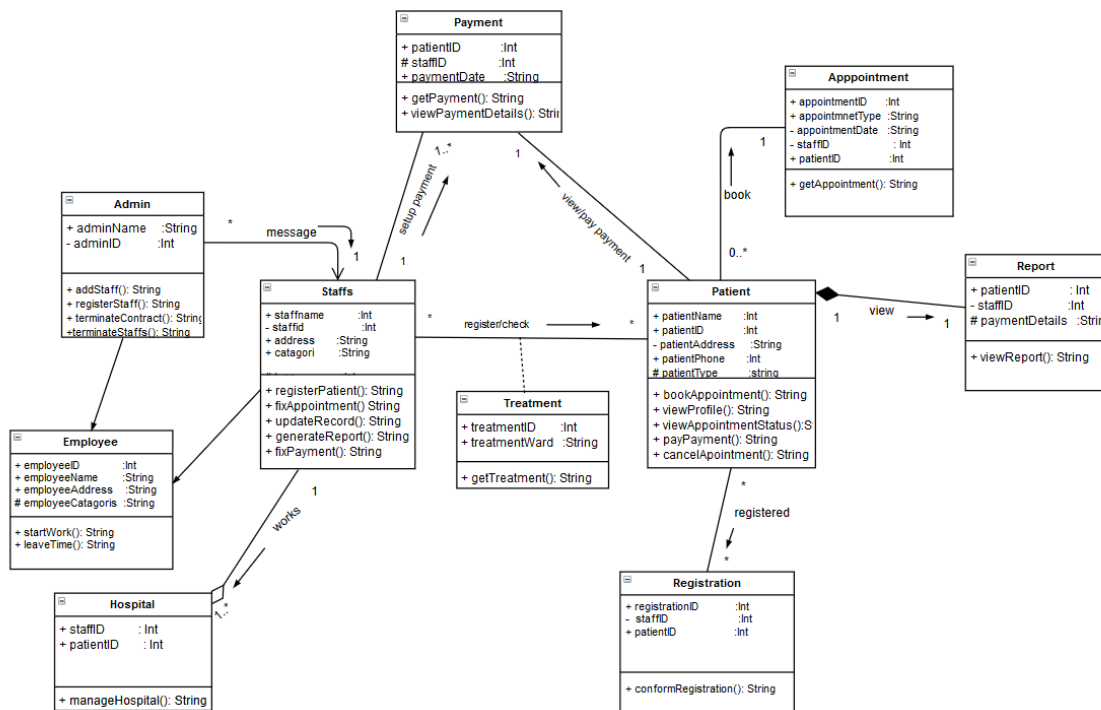 Payment
+ patientID :Int
# staffID :Int
+ paymentDate :String
+ getPayment(): String
+ viewPaymentDetails(): Strin
Apppointment
+ appointmentID :Int
+ appointmnetType :String
- appointmentDate :String
- staffID : Int
+ patientID :Int
+ getAppointment(): String
Admin
+ adminName :String
- adminID :Int
+ addStaff(): String
+ registerStaff(): String
+ terminateContract(): String
+terminateStaffs(): String
*
message
1
1..*
setup payment
1
1
view/pay payment
1
1
book
0..*
Staffs
+ staffname :Int
- staffid :Int
+ address :String
+ catagori :String
+ registerPatient(): String
+ fixAppointment() String
+ updateRecord(): String
+ generateReport(): String
+ fixPayment(): String
*
register/check
*
Patient
+ patientName :Int
+ patientID :Int
- patientAddress :String
+ patientPhone :Int
# patientType :string
+ bookAppointment(): String
+ viewProfile(): String
+ viewAppointmentStatus():S
+ payPayment(): String
+ cancelApointment(): String
1
view
1
Report
+ patientID : Int
- staffID :Int
# paymentDetails :Strin
+ viewReport(): String
Treatment
+ treatmentID :Int
+ treatmentWard :String
+ getTreatment(): String
Employee
+ employeeID :Int
+ employeeName :String
+ employeeAddress :String
# employeeCatagoris :String
+ startWork(): String
+ leaveTime(): String
1
works
1..*
*
registered
*
Hospital
+ staffID : Int
+ patientID : Int
+ manageHospital(): String
Registration
+ registrationID :Int
- staffID :Int
+ patientID :Int
+ conformRegistration(): String